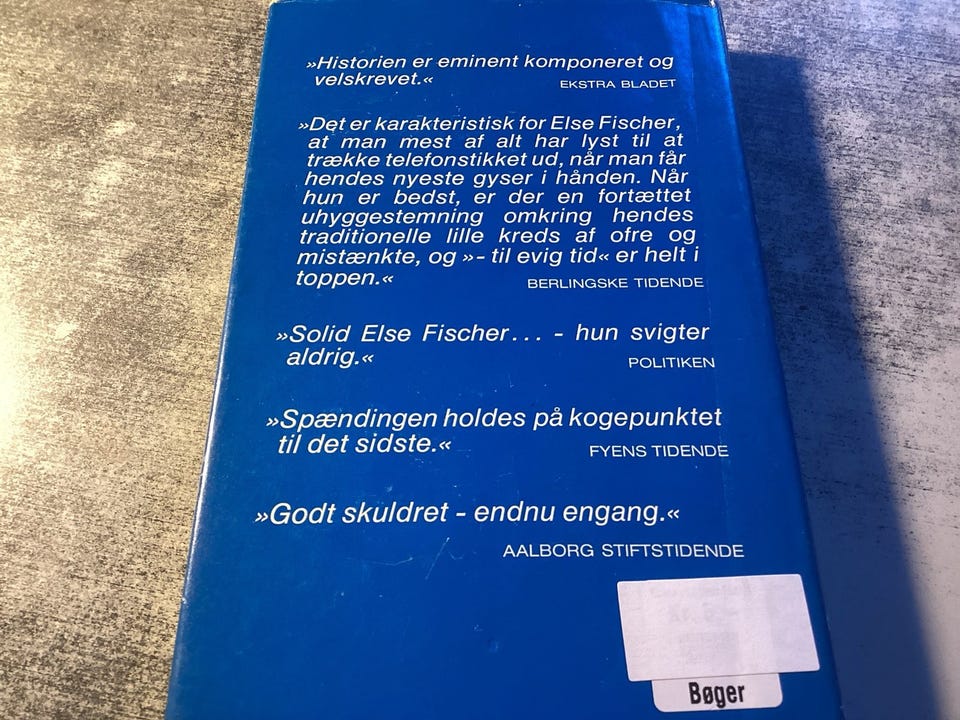 »Historien er eminent komponeret og
velskrevet.«
EKSTRA BLADET
»Det er karakteristisk for Else Fischer,
at man mest af alt har lyst til at
trække telefonstikket ud, når man får
hendes nyeste gyser i hånden. Når
hun er bedst, er der en fortættet
uhyggestemning omkring hendes
traditionelle lille kreds af ofre og
mistænkte, og »- til evig tid« er helt i
toppen.«
BERLINGSKE TIDENDE
»Solid Else Fischer... - hun svigter
aldrig.«
POLITIKEN
»Spændingen holdes på kogepunktet
til det sidste.«
FYENS TIDENDE
»Godt skuldret - endnu engang.«
AALBORG STIFTSTIDENDE
Bøger